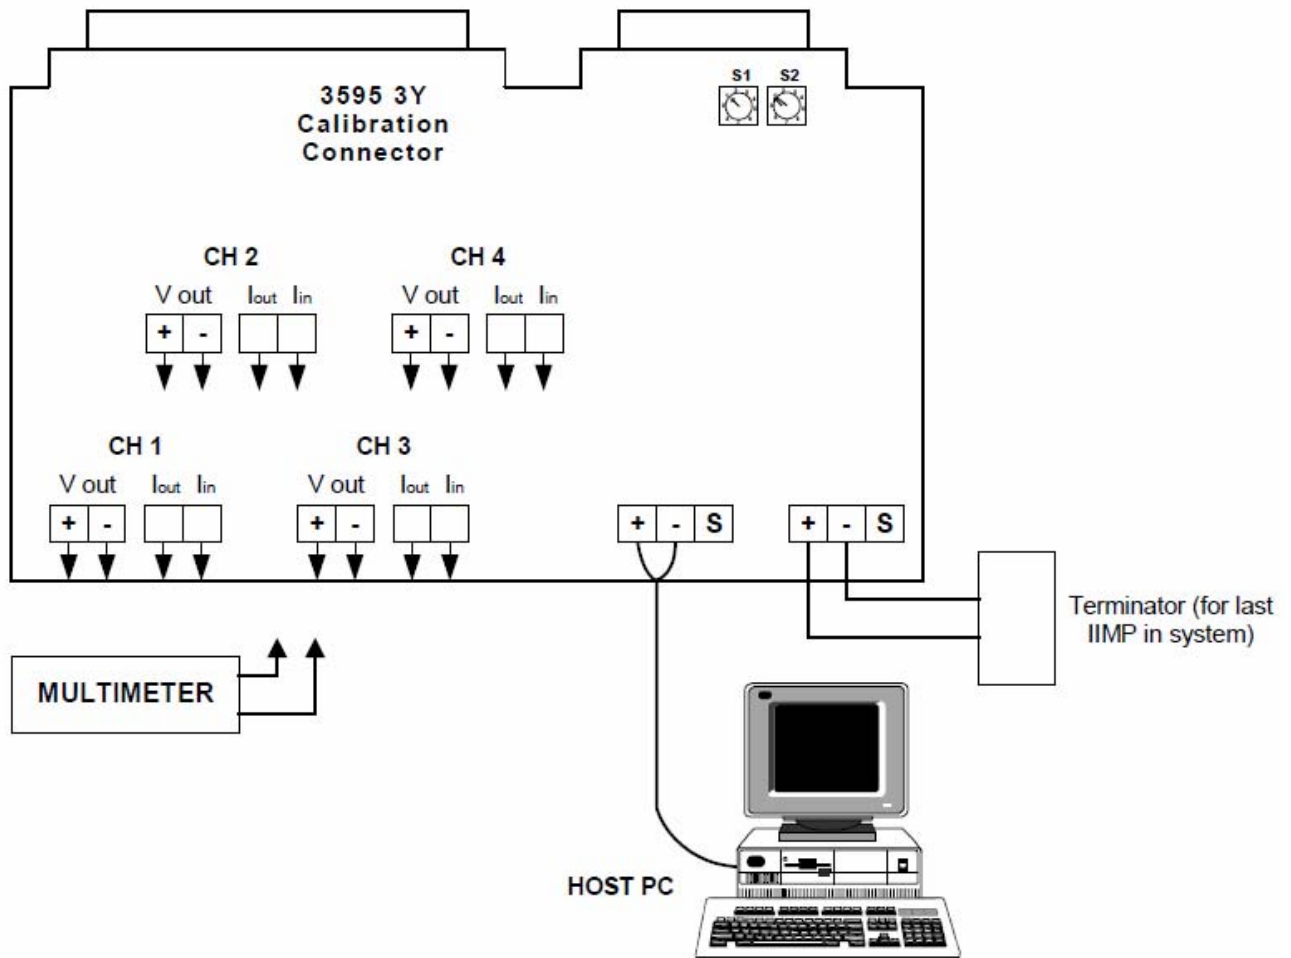 S1 S2
3595 3Y
Calibration
Connector
CH 2 CH 4
V out Iout Iin V out Iout Iin
+ - + -
CH 1 CH 3
V out Iout Iin V out Iout Iin
+ - + - + - S + - S
Terminator (for last
IIMP in system)
MULTIMETER
HOST PC